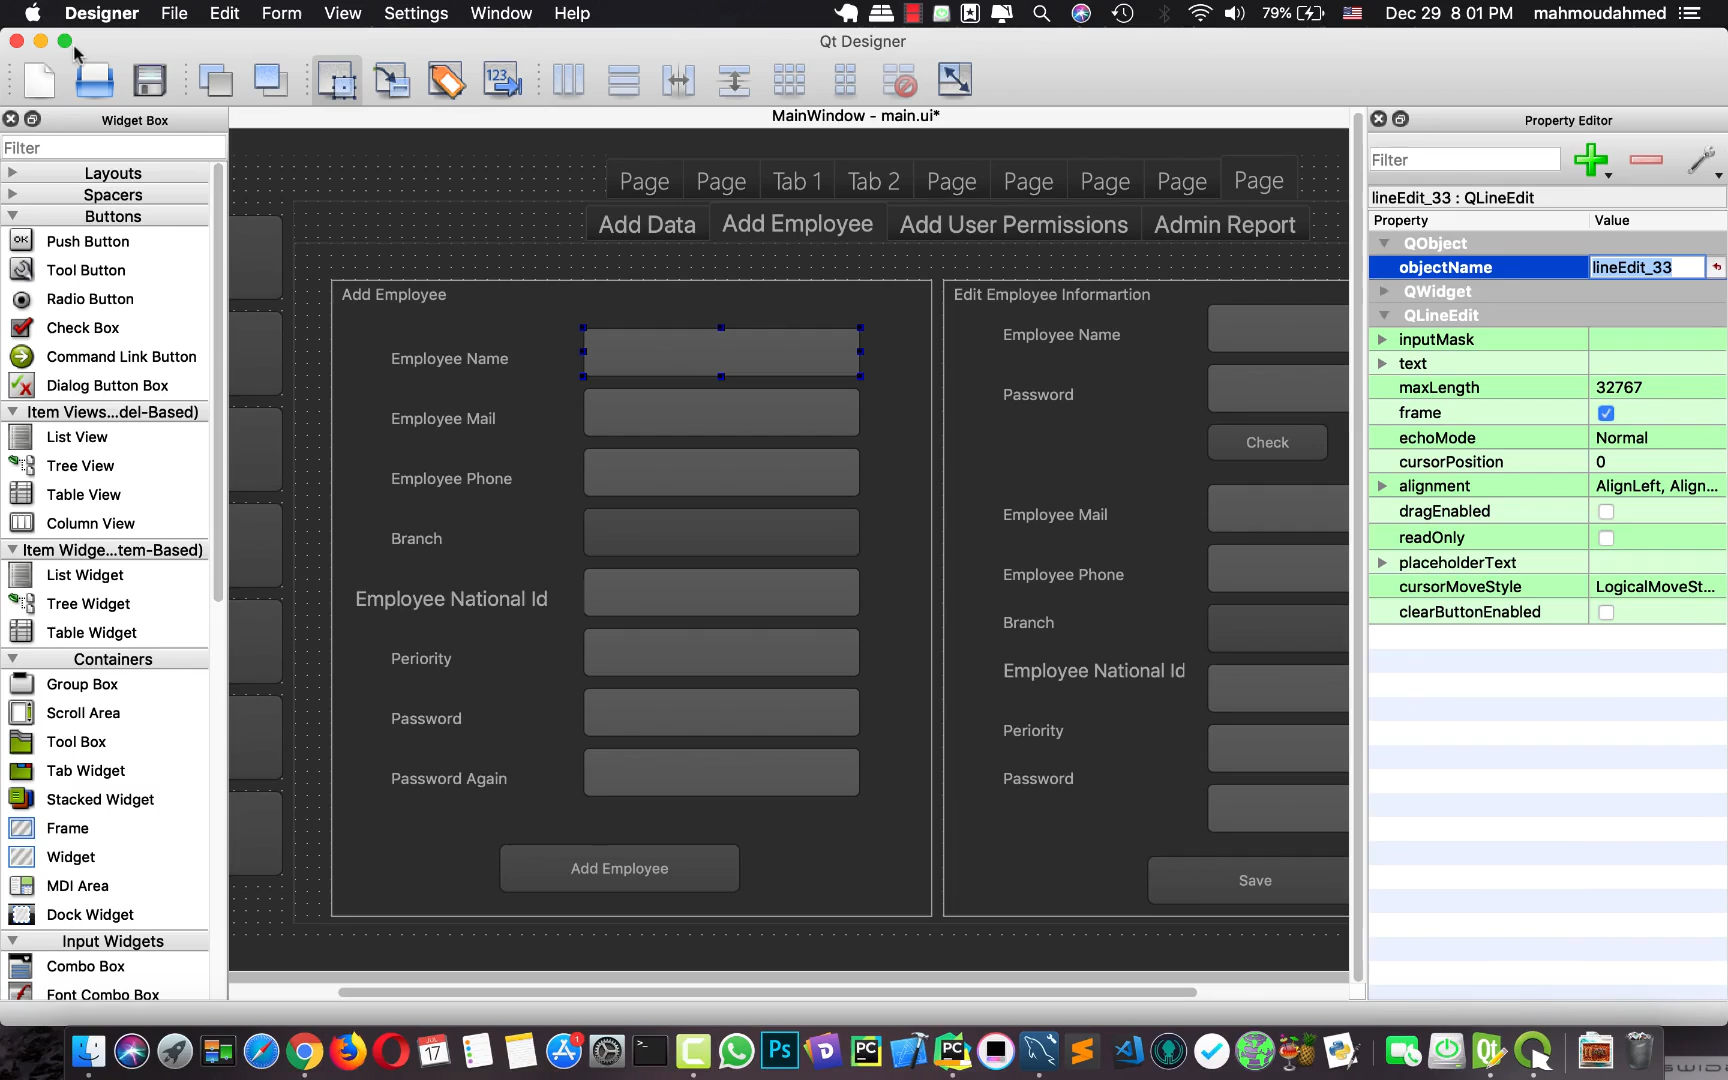 Designer File Edit Form View Settings Window Help 79% Dec 29 8:01 PM mahmoudahmed
Qt Designer
123
Widget Box
MainWindow - main.ui*
Property Editor
Filter
Filter
Layouts
Spacers
Buttons
OK Push Button
Tool Button
Radio Button
Check Box
Command Link Button
Dialog Button Box
Item Views...del-Based)
List View
Tree View
Table View
Column View
Item Widge...tem-Based)
List Widget
Tree Widget
Table Widget
Containers
Group Box
Scroll Area
Tool Box
Tab Widget
Stacked Widget
Frame
Widget
MDI Area
Dock Widget
Input Widgets
Combo Box
Font Combo Box
Page Page Tab 1 Tab 2 Page Page Page Page Page
Add Data Add Employee Add User Permissions Admin Report
Add Employee
Employee Name
Employee Mail
Employee Phone
Branch
Employee National Id
Periority
Password
Password Again
Add Employee
Edit Employee Informartion
Employee Name
Password
Check
Employee Mail
Employee Phone
Branch
Employee National Id
Periority
Password
Save
lineEdit_33 : QLineEdit
Property Value
QObject
objectName lineEdit_33
QWidget
QLineEdit
inputMask
text
maxLength 32767
frame
echoMode Normal
cursorPosition 0
alignment AlignLeft, Align...
dragEnabled
readOnly
placeholderText
cursorMoveStyle LogicalMoveSt...
clearButtonEnabled
17
1
Ps
D
PC
PC
Qt